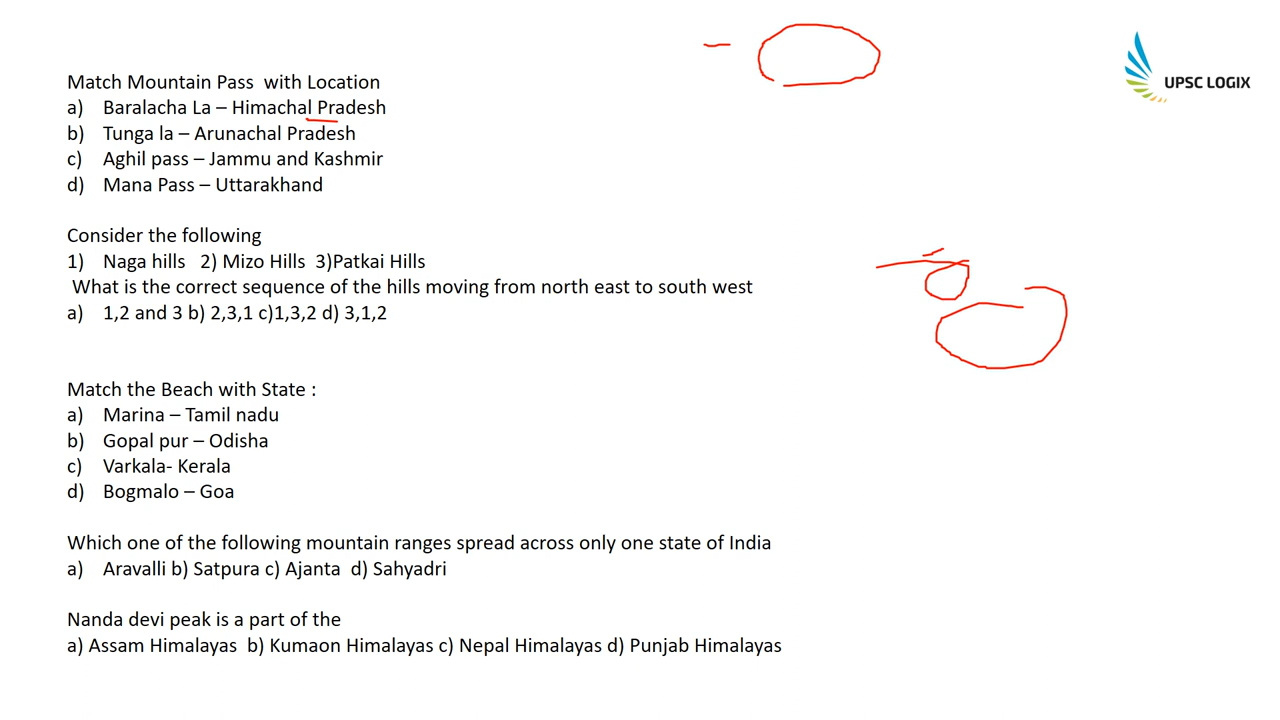 UPSC LOGIX
Match Mountain Pass  with Location
a) Baralacha La – Himachal Pradesh
b) Tunga la – Arunachal Pradesh
c) Aghil pass – Jammu and Kashmir
d) Mana Pass – Uttarakhand
Consider the following
1) Naga hills  2) Mizo Hills  3)Patkai Hills
What is the correct sequence of the hills moving from north east to south west
a) 1,2 and 3 b) 2,3,1 c)1,3,2 d) 3,1,2
Match the Beach with State :
a) Marina – Tamil nadu
b) Gopal pur – Odisha
c) Varkala- Kerala
d) Bogmalo – Goa
Which one of the following mountain ranges spread across only one state of India
a) Aravalli b) Satpura c) Ajanta  d) Sahyadri
Nanda devi peak is a part of the
a) Assam Himalayas  b) Kumaon Himalayas c) Nepal Himalayas d) Punjab Himalayas